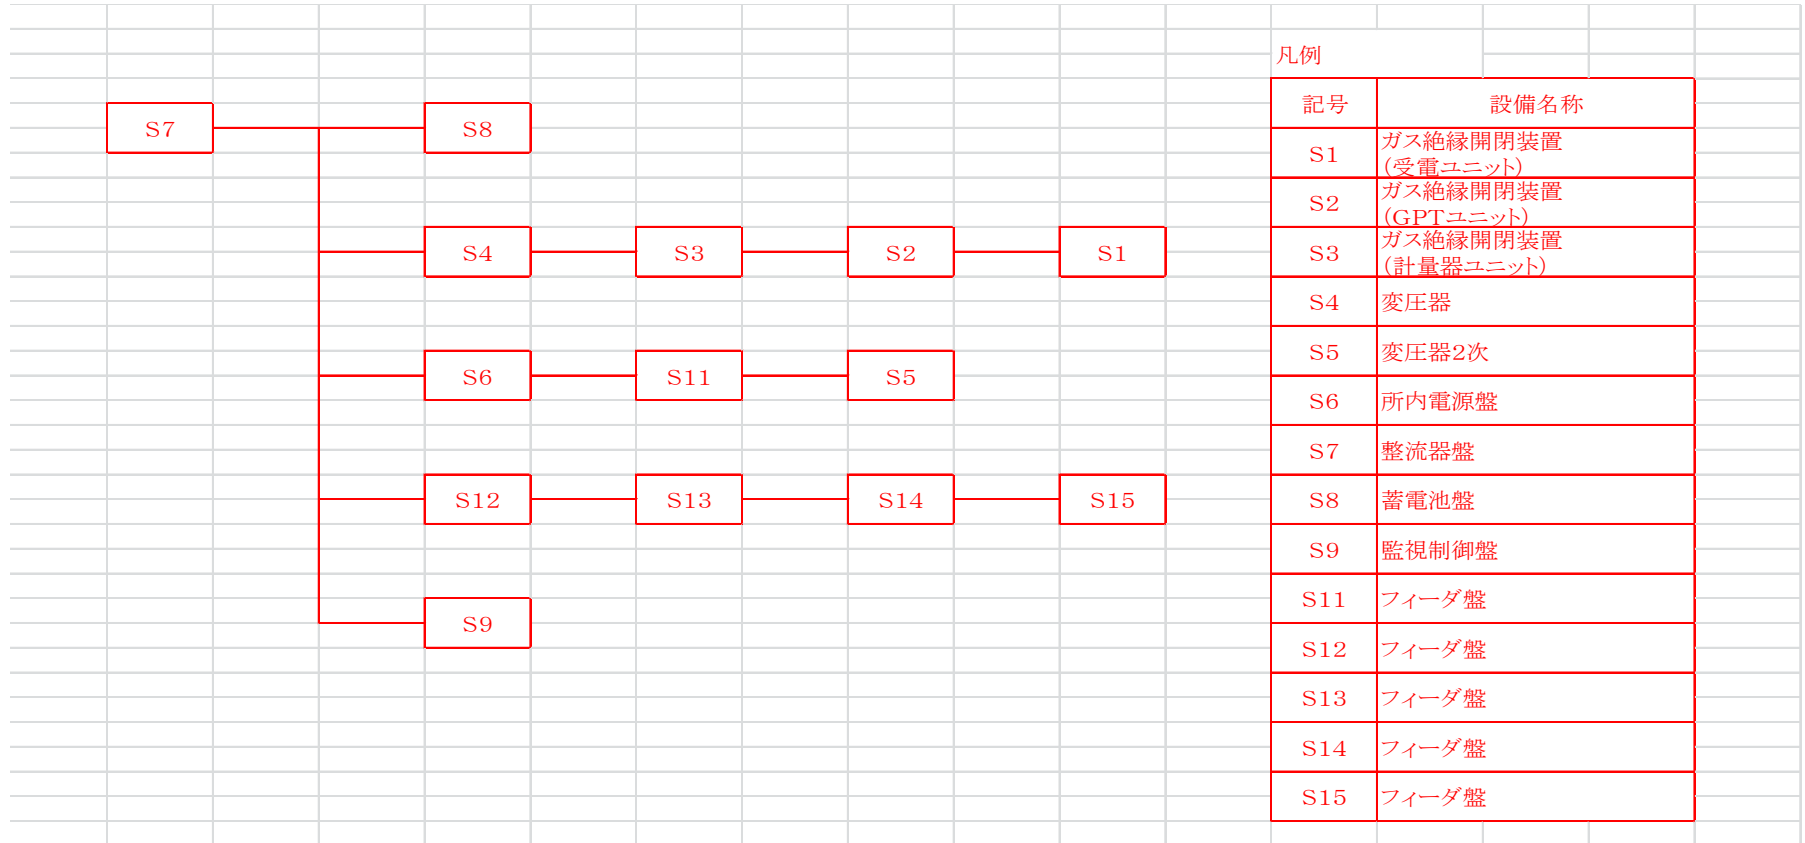 凡例
記号 設備名称
S7 S8
S1 ガス絶縁開閉装置
(受電ユニット)
S2 ガス絶縁開閉装置
(GPTユニット)
S4 S3 S2 S1
S3 ガス絶縁開閉装置
(計量器ユニット)
S4 変圧器
S5 変圧器2次
S6 S11 S5
S6 所内電源盤
S7 整流器盤
S12 S13 S14 S15
S8 蓄電池盤
S9 監視制御盤
S11 フィーダ盤
S9
S12 フィーダ盤
S13 フィーダ盤
S14 フィーダ盤
S15 フィーダ盤